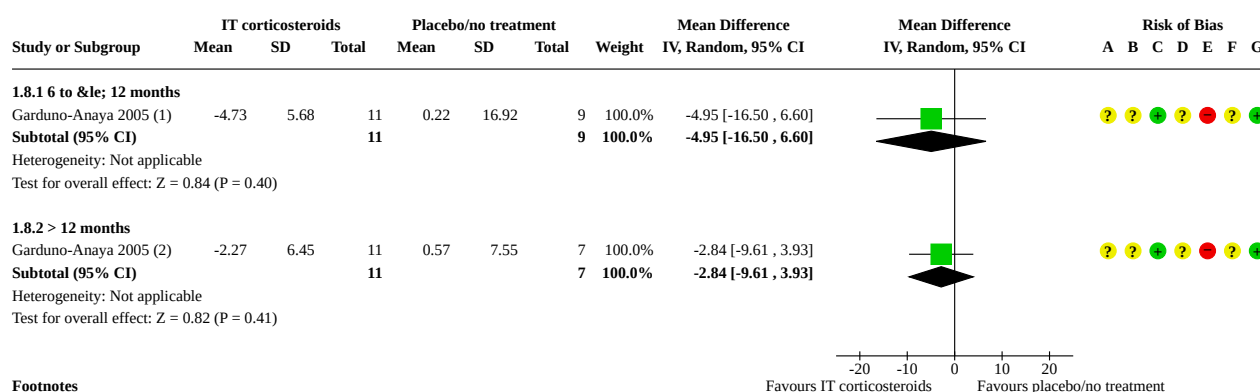 IT corticosteroids Placebo/no treatment Mean Difference Mean Difference Risk of Bias
Study or Subgroup Mean SD Total Mean SD Total Weight IV, Random, 95% CI IV, Random, 95% CI A B C D E F G
1.8.1 6 to &le; 12 months
Garduno-Anaya 2005 (1) -4.73 5.68 11 0.22 16.92 9 100.0% -4.95 [-16.50 , 6.60] ? ? + ? − ? +
Subtotal (95% CI) 11 9 100.0% -4.95 [-16.50 , 6.60]
Heterogeneity: Not applicable
Test for overall effect: Z = 0.84 (P = 0.40)
1.8.2 > 12 months
Garduno-Anaya 2005 (2) -2.27 6.45 11 0.57 7.55 7 100.0% -2.84 [-9.61 , 3.93] ? ? + ? − ? +
Subtotal (95% CI) 11 7 100.0% -2.84 [-9.61 , 3.93]
Heterogeneity: Not applicable
Test for overall effect: Z = 0.82 (P = 0.41)
-20 -10 0 10 20
Footnotes Favours IT corticosteroids Favours placebo/no treatment